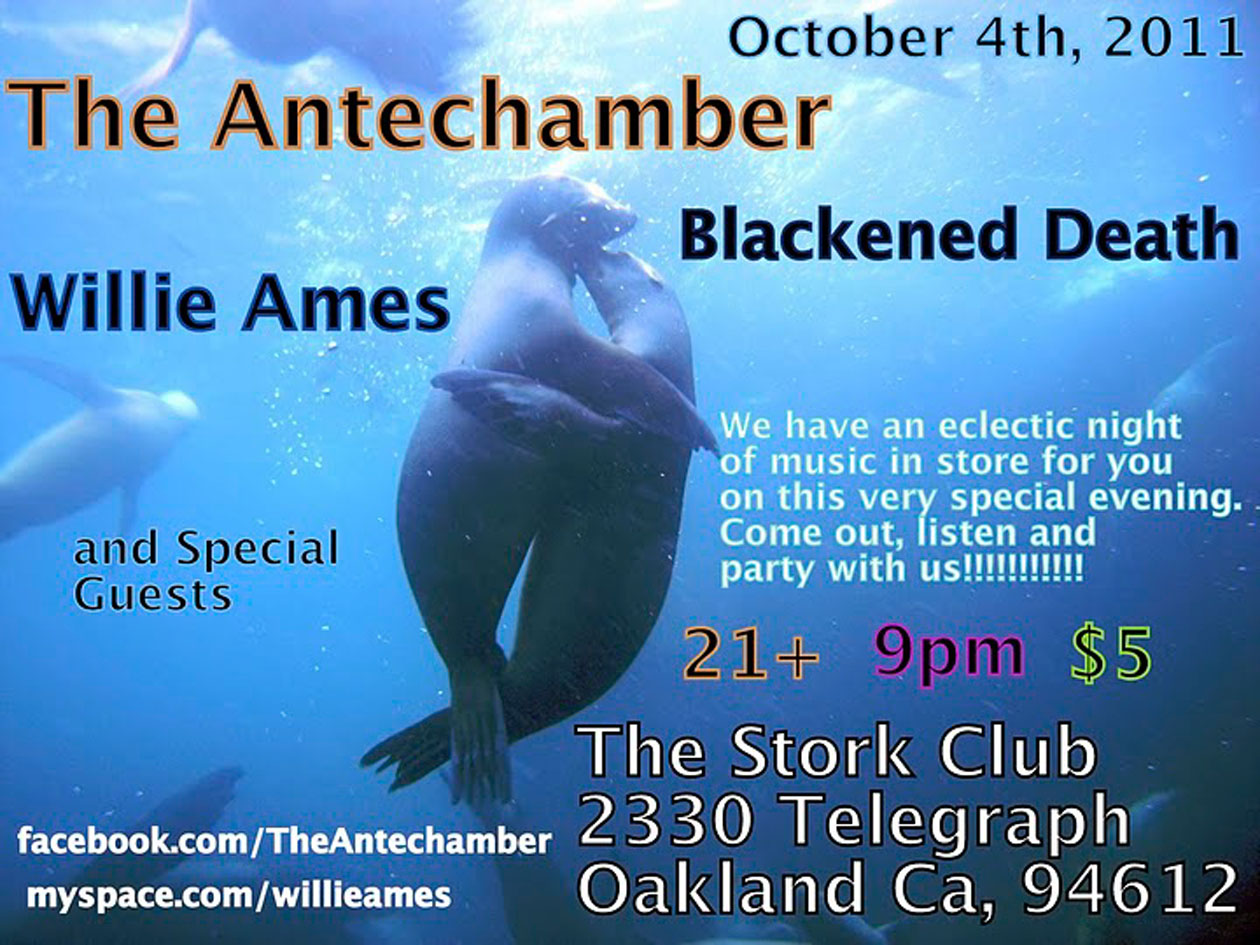 October 4th, 2011
The Antechamber
Blackened Death
Willie Ames
We have an eclectic night
of music in store for you
on this very special evening.
Come out, listen and
party with us!!!!!!!!!!!
and Special
Guests
21+ 9pm $5
The Stork Club
2330 Telegraph
Oakland Ca, 94612
facebook.com/TheAntechamber
myspace.com/willieames